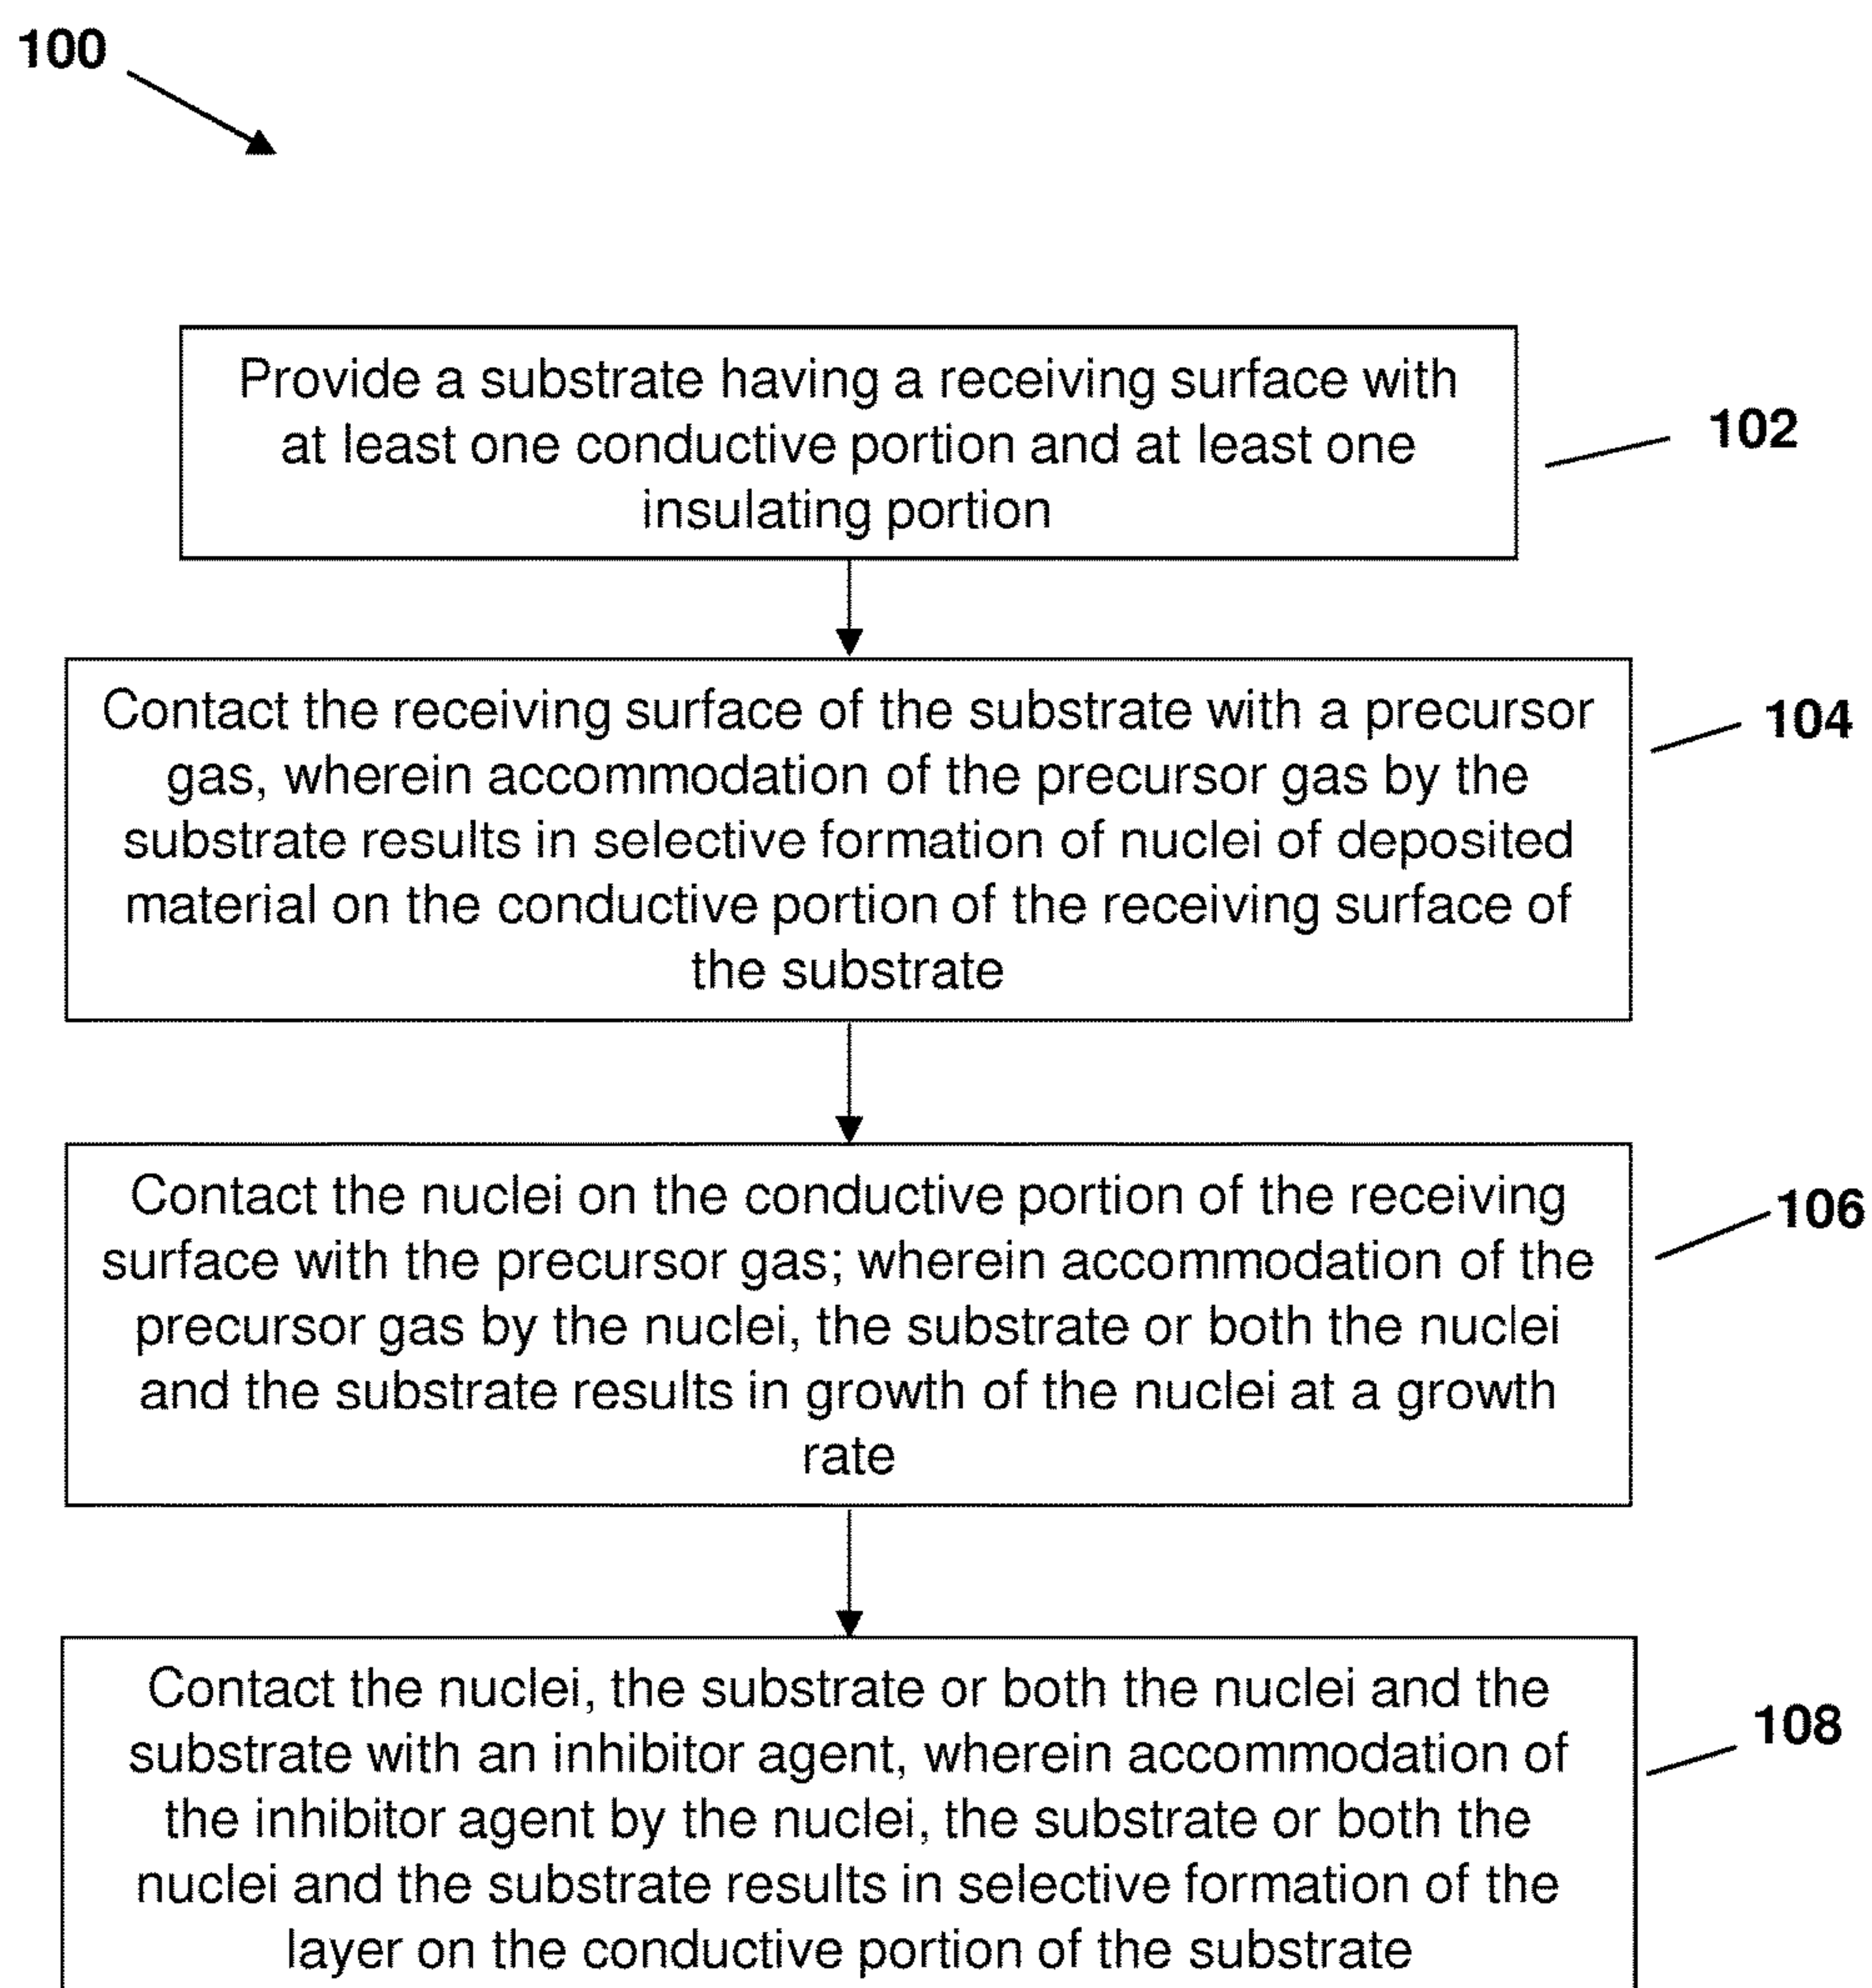 100
Provide a substrate having a receiving surface with
at least one conductive portion and at least one
insulating portion
102
Contact the receiving surface of the substrate with a precursor
gas, wherein accommodation of the precursor gas by the
substrate results in selective formation of nuclei of deposited
material on the conductive portion of the receiving surface of
the substrate
104
Contact the nuclei on the conductive portion of the receiving
surface with the precursor gas; wherein accommodation of the
precursor gas by the nuclei, the substrate or both the nuclei
and the substrate results in growth of the nuclei at a growth
rate
106
Contact the nuclei, the substrate or both the nuclei and the
substrate with an inhibitor agent, wherein accommodation of
the inhibitor agent by the nuclei, the substrate or both the
nuclei and the substrate results in selective formation of the
layer on the conductive portion of the substrate
108